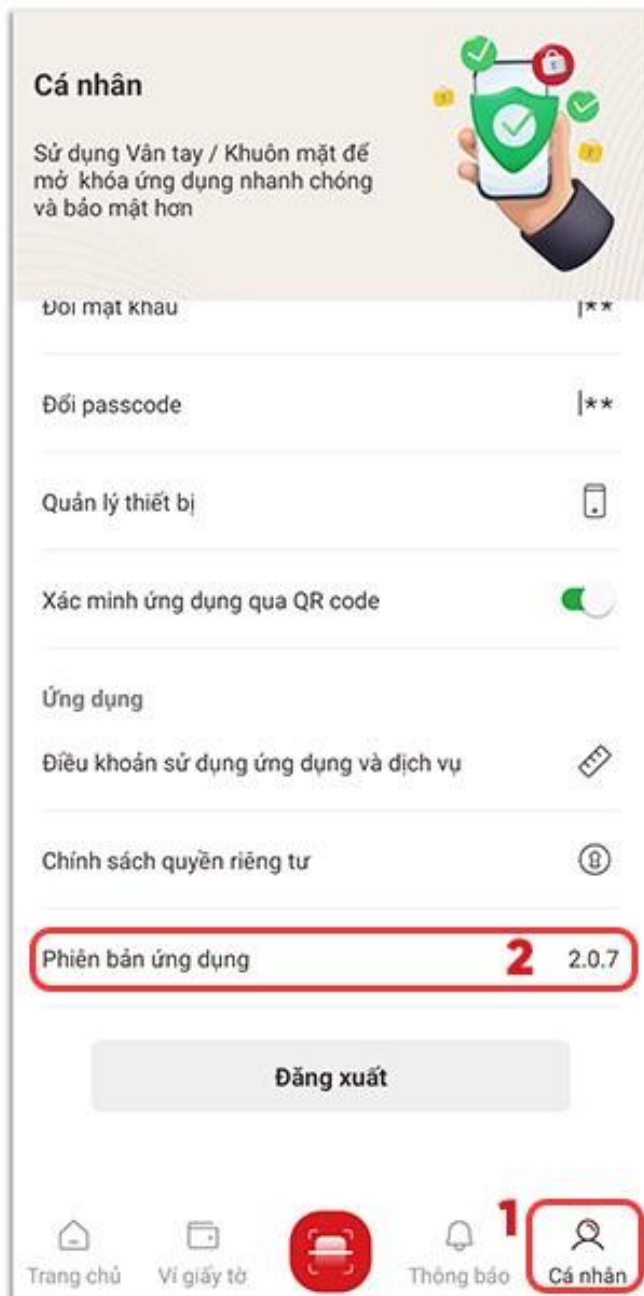 Cá nhân
Sử dụng Vân tay / Khuôn mặt để
mở khóa ứng dụng nhanh chóng
và bảo mật hơn
Đổi mật khẩu |**
Đổi passcode |**
Quản lý thiết bị
Xác minh ứng dụng qua QR code
Ứng dụng
Điều khoản sử dụng ứng dụng và dịch vụ
Chính sách quyền riêng tư
Phiên bản ứng dụng 2 2.0.7
Đăng xuất
1
Trang chủ Ví giấy tờ Thông báo Cá nhân